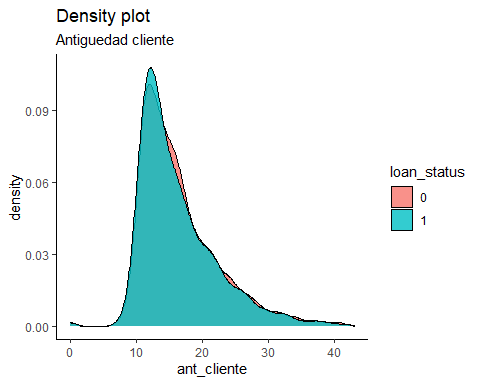 Density plot
Antiguedad cliente
density
0.09
0.06
0.03
0.00
0
10
20
30
40
ant_cliente
loan_status
0
1